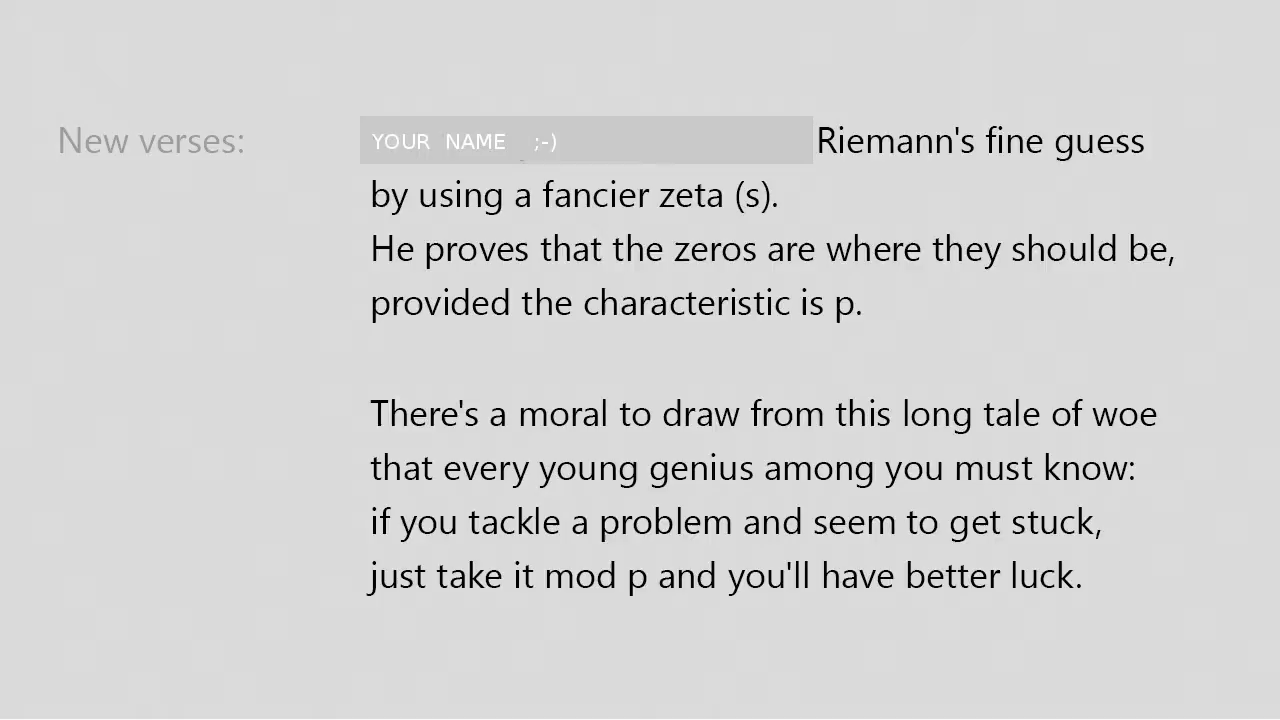 New verses: YOUR NAME ;-) Riemann's fine guess
by using a fancier zeta (s).
He proves that the zeros are where they should be,
provided the characteristic is p.
There's a moral to draw from this long tale of woe
that every young genius among you must know:
if you tackle a problem and seem to get stuck,
just take it mod p and you'll have better luck.